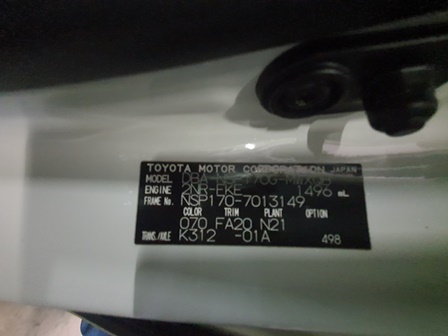 TOYOTA MOTOR CORPORATION JAPAN
MODEL
ENGINE 2NR-FKE 1496 mL
FRAME No. NSP170-7013149
COLOR TRIM PLANT OPTION
070 FA20 N21
TRANS./AXLE K312 -01A 498